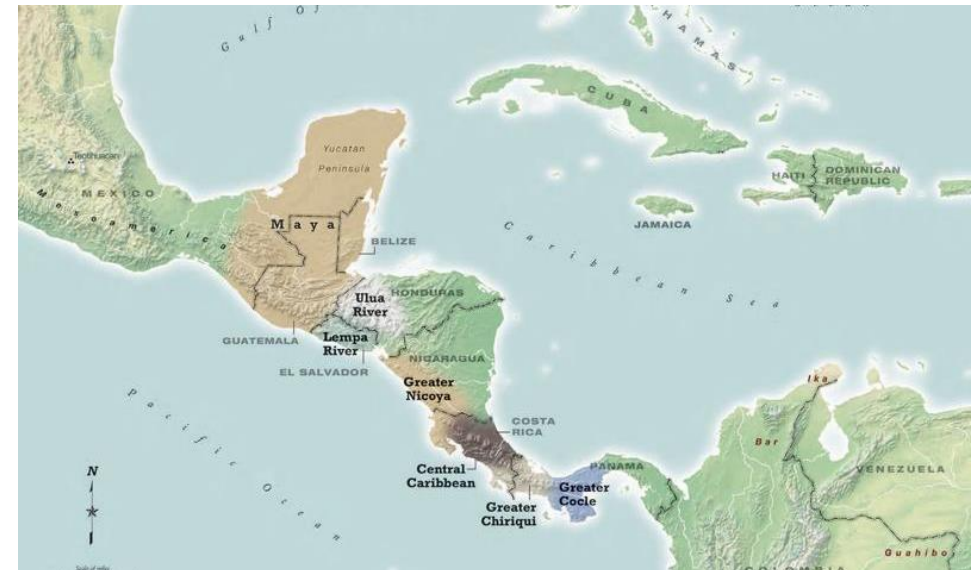 Gulf Of
HAMAS
CUBA
Yucatan
Peninsula
Teotihuacan
MEXICO
Mesoamerica
HAITI
DOMINICAN
REPUBLIC
JAMAICA
Maya
BELIZE
Caribbean Sea
Ulua
River
HONDURAS
GUATEMALA
Lempa
River
EL SALVADOR
NICARAGUA
Greater
Nicoya
Pacific Ocean
COSTA
RICA
Ika
Bar
N
Central
Caribbean
PANAMA
Greater
Cocle
Greater
Chiriqui
VENEZUELA
Guahibo
COLOMBIA